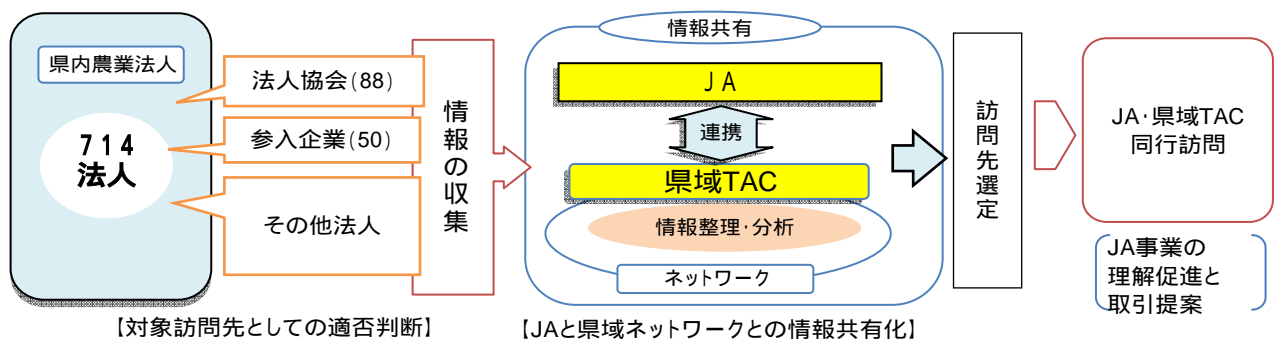 県内農業法人
714
法人
法人協会(88)
参入企業(50)
その他法人
情報の収集
情報共有
JA
連携
県域TAC
情報整理・分析
ネットワーク
訪問先選定
JA・県域TAC
同行訪問
JA事業の
理解促進と
取引提案
【対象訪問先としての適否判断】
【JAと県域ネットワークとの情報共有化】